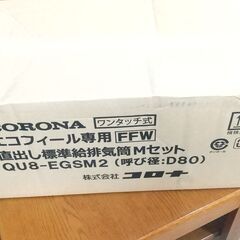 CORONA ワンタッチ式
エコフィール専用 FFW
直出し標準給排気筒Mセット
QU8-EGSM2 (呼び径:D80)
株式会社 コロナ